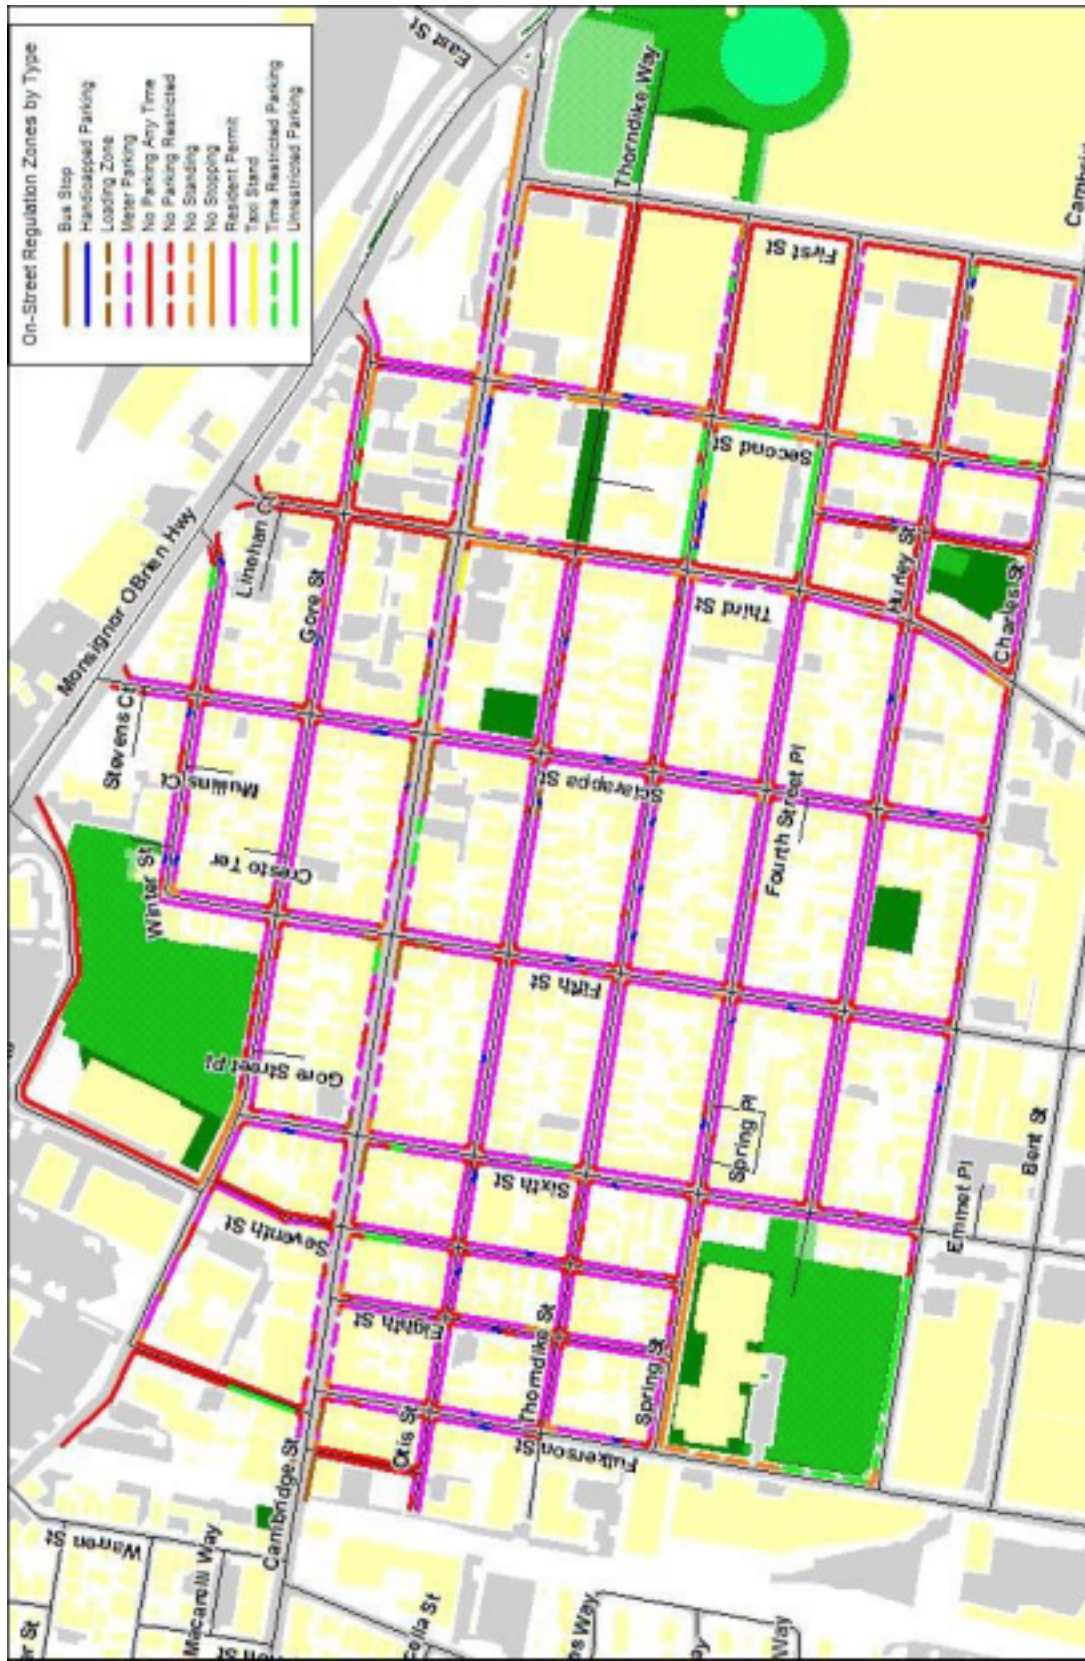 On-Street Regulation Zones by Type
Bus Stop
Handicapped Parking
Loading Zone
Meter Parking
No Parking Any Time
No Parking Restricted
No Standing
No Stopping
Resident Permit
Taxi Stand
Time Restricted Parking
Unrestricted Parking
East St
Monsignor OBrien Hwy
Thorndike Way
First St
Second St
Third St
Linehan Ct
Gore St
Hurley St
Charles St
Stevens Ct
Mullins Ct
Sciarappa St
Fourth Street Pl
Winter St
Cresto Ter
Fifth St
Gore Street Pl
Spring Pl
Sixth St
Seventh St
Eighth St
Emmet Pl
Bent St
Thorndike St
Spring St
Otis St
Fulkerson St
Cambridge St
Warren St
Macarelli Way
Way